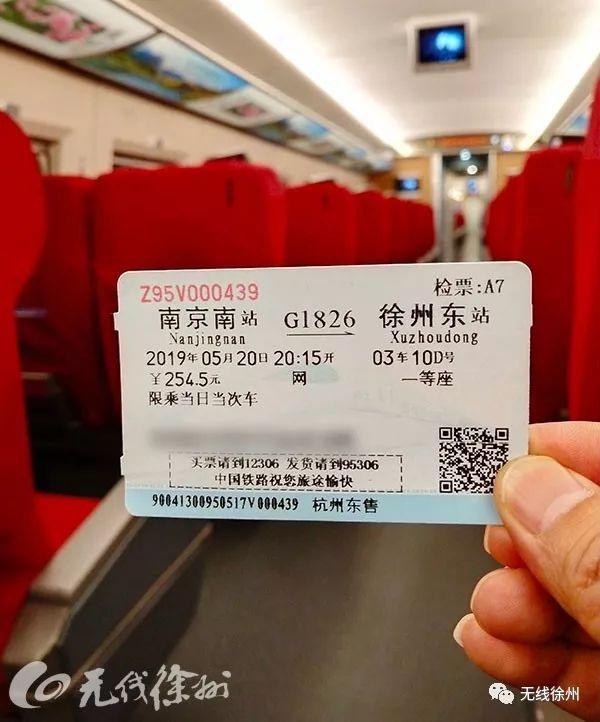 Z95V000439
检票:A7
南京南站 G1826 徐州东站
Nanjingnan Xuzhoudong
2019年05月20日20:15开 03车10D号
￥254.5元 网 一等座
限乘当日当次车
买票请到12306 发货请到95306
中国铁路祝您旅途愉快
90041300950517V000439 杭州东售
无线徐州
无线徐州